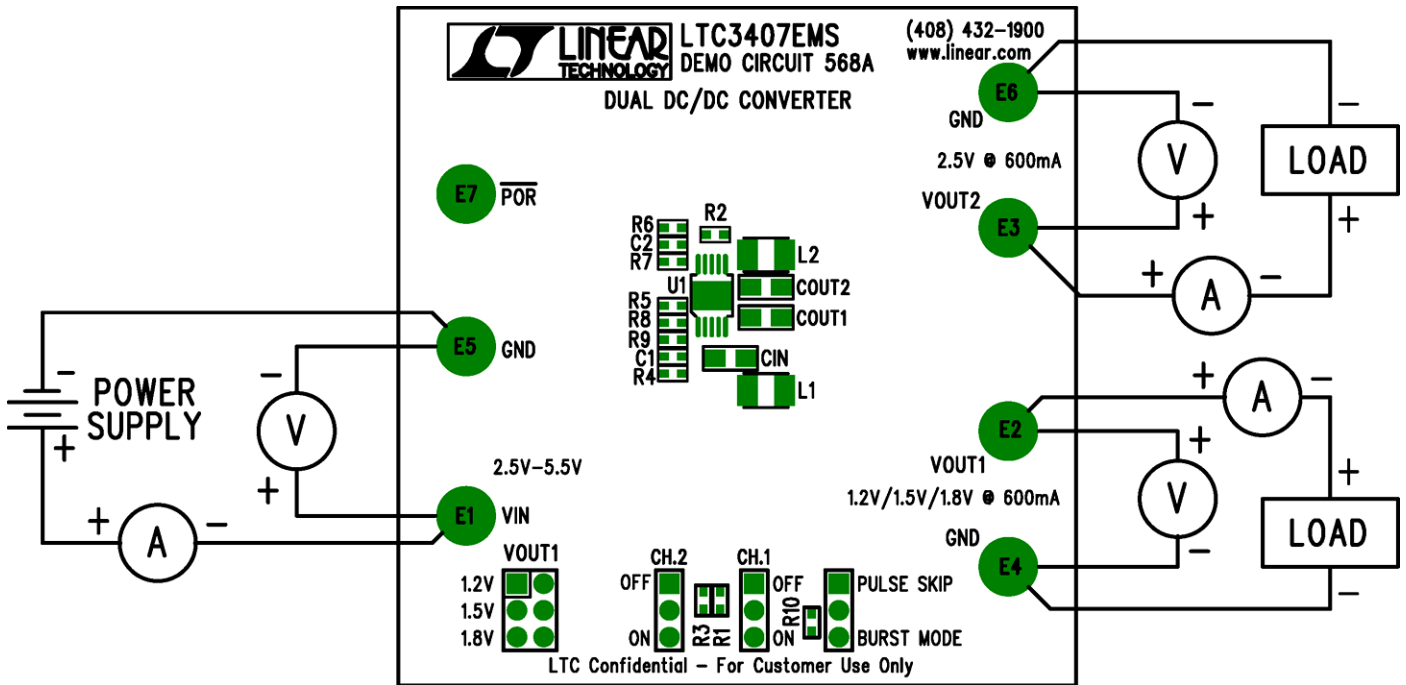 LINEAR
TECHNOLOGY
LTC3407EMS
DEMO CIRCUIT 568A
DUAL DC/DC CONVERTER
(408) 432-1900
www.linear.com
E6
GND
-
V
+
2.5V @ 600mA
-
LOAD
+
VOUT2
E3
+ A -
E7 POR
R6
C2
R7
R2
L2
U1
COUT2
COUT1
R5
R8
R9
C1
R4
CIN
L1
E5 GND
-
POWER
SUPPLY
+
-
V
+
2.5V-5.5V
E1 VIN
+ A -
+ A -
E2
VOUT1
+
V
-
1.2V/1.5V/1.8V @ 600mA
+
LOAD
-
GND
E4
VOUT1
1.2V
1.5V
1.8V
CH.2
OFF
ON
R3
R1
CH.1
OFF
ON
R10
PULSE SKIP
BURST MODE
LTC Confidential - For Customer Use Only